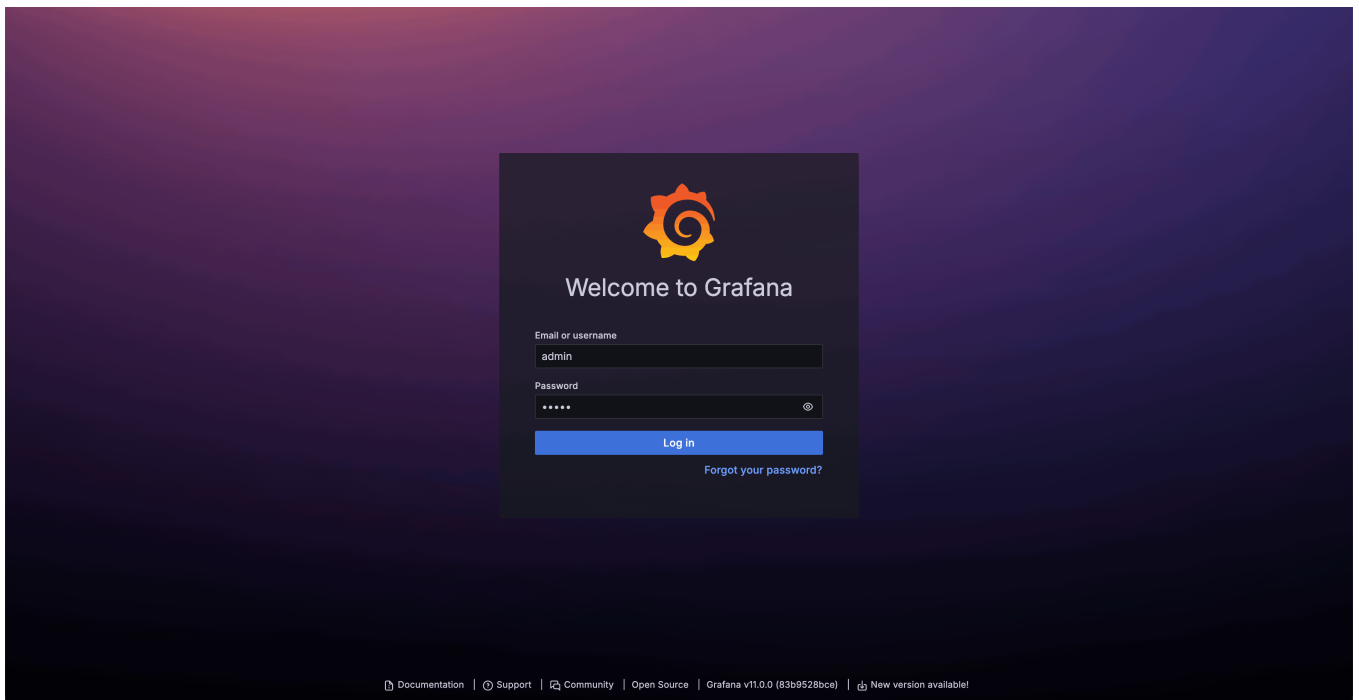 Welcome to Grafana
Email or username
admin
Password
•••••
Log in
Forgot your password?
Documentation | Support | Community | Open Source | Grafana v11.0.0 (83b9528bce) | New version available!